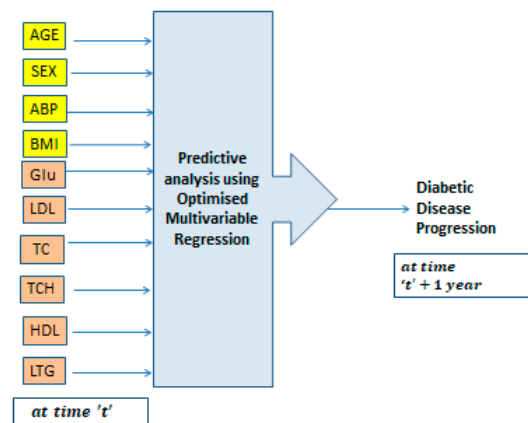 AGE
SEX
ABP
BMI
Glu
LDL
TC
TCH
HDL
LTG
at time 't'
Predictive
analysis using
Optimised
Multivariable
Regression
Diabetic
Disease
Progression
at time
't' + 1 year